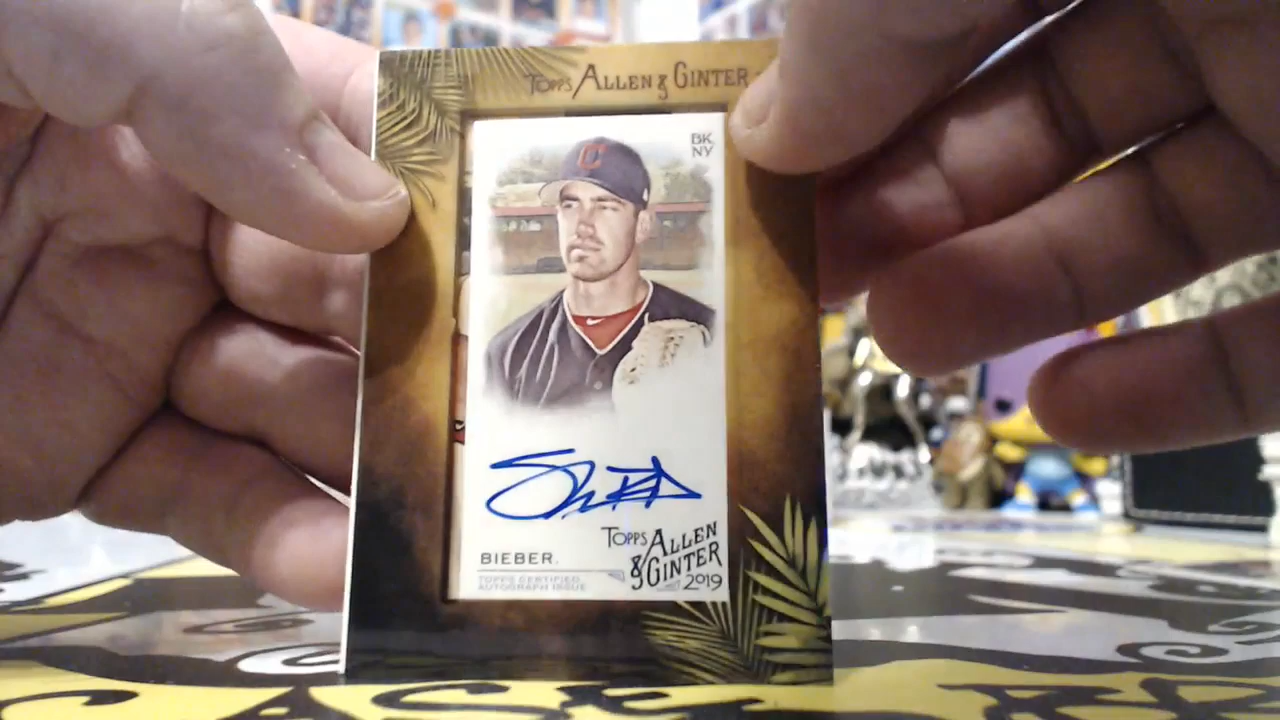 TOPPS ALLEN & GINTER
BK
NY
C
BIEBER.
TOPPS CERTIFIED
AUTOGRAPH ISSUE
TOPPS ALLEN
& GINTER
2019